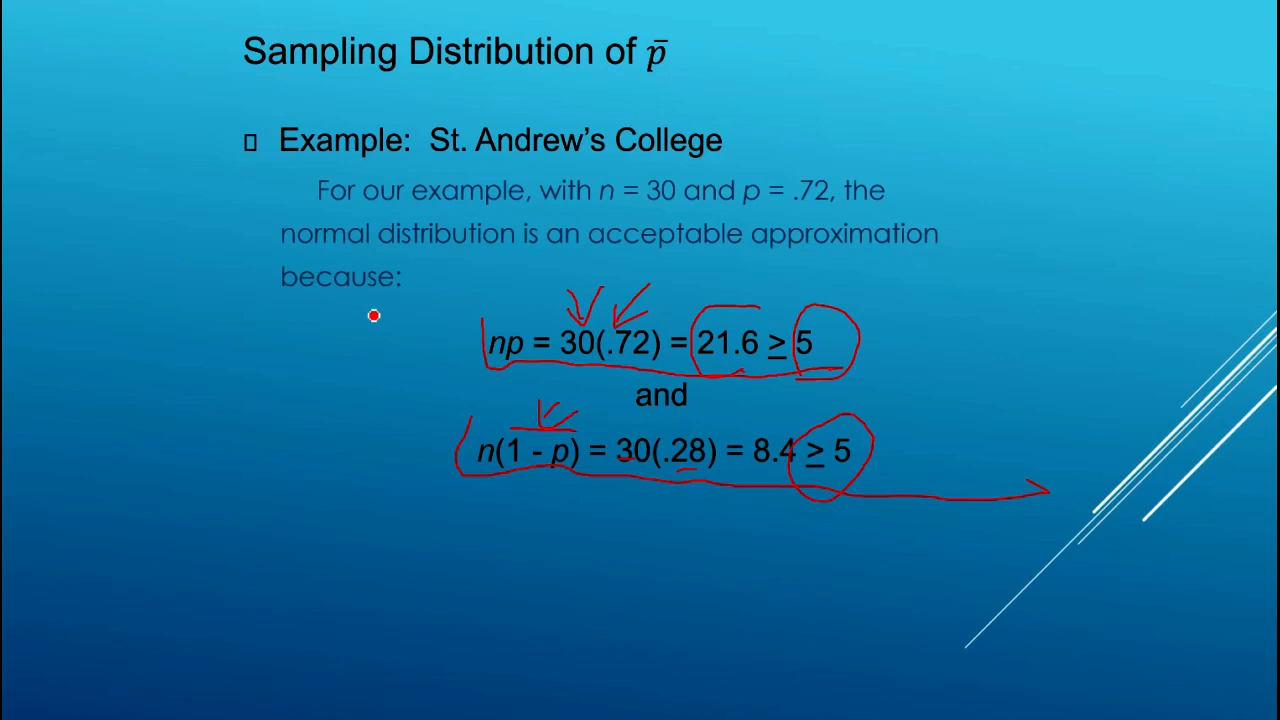 Sampling Distribution of p̄
Example: St. Andrew’s College
For our example, with n = 30 and p = .72, the
normal distribution is an acceptable approximation
because:
np = 30(.72) = 21.6 ≥ 5
and
n(1 - p) = 30(.28) = 8.4 ≥ 5